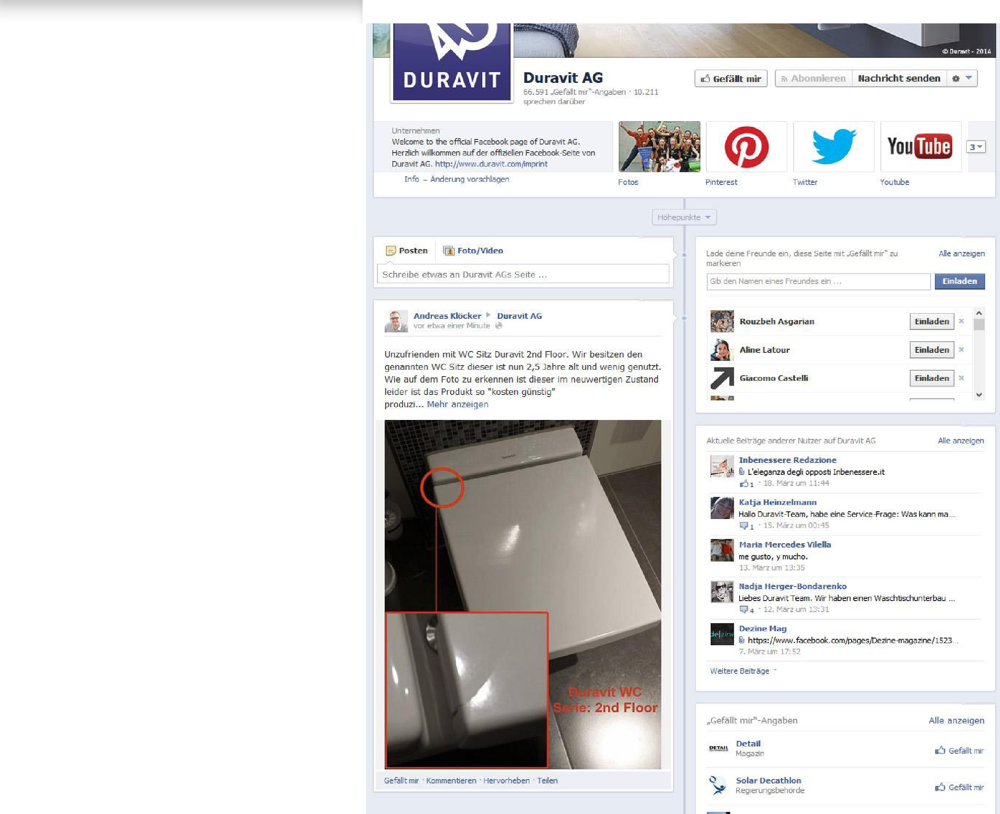 © Duravit - 2014
DURAVIT
Duravit AG
66.591 „Gefällt mir“-Angaben · 10.211
sprechen darüber
Gefällt mir
Abonnieren
Nachricht senden
Unternehmen
Welcome to the official Facebook page of Duravit AG.
Herzlich willkommen auf der offiziellen Facebook-Seite von
Duravit AG. http://www.duravit.com/imprint
Info – Änderung vorschlagen
You Tube
3
Fotos
Pinterest
Twitter
Youtube
Höhepunkte
Posten
Foto/Video
Schreibe etwas an Duravit AGs Seite ...
Andreas Klöcker Duravit AG
vor etwa einer Minute
Unzufrienden mit WC Sitz Duravit 2nd Floor. Wir besitzen den
genannten WC Sitz dieser ist nun 2,5 Jahre alt und wenig genutzt.
Wie auf dem Foto zu erkennen ist dieser im neuwertigen Zustand
leider ist das Produkt so "kosten günstig"
produzi... Mehr anzeigen
Duravit WC
Serie: 2nd Floor
Gefällt mir · Kommentieren · Hervorheben · Teilen
Lade deine Freunde ein, diese Seite mit „Gefällt mir“ zu
markieren
Alle anzeigen
Gib den Namen eines Freundes ein ...
Einladen
Rouzbeh Asgarian
Einladen
Aline Latour
Einladen
Giacomo Castelli
Einladen
Aktuelle Beiträge anderer Nutzer auf Duravit AG
Alle anzeigen
Inbenessere Redazione
L'eleganza degli opposti Inbenessere.it
1 · 18. März um 11:44
Katja Heinzelmann
Hallo Duravit-Team, habe eine Service-Frage: Was kann ma...
1 · 15. März um 00:45
Maria Mercedes Vilella
me gusto, y mucho.
13. März um 13:35
Nadja Herger-Bondarenko
Liebes Duravit Team. Wir haben einen Waschtischunterbau ...
4 · 12. März um 13:31
de|zine
Dezine Mag
https://www.facebook.com/pages/Dezine-magazine/1523...
7. März um 17:52
Weitere Beiträge
„Gefällt mir“-Angaben
Alle anzeigen
DETAIL
Detail
Magazin
Gefällt mir
Solar Decathlon
Regierungsbehörde
Gefällt mir